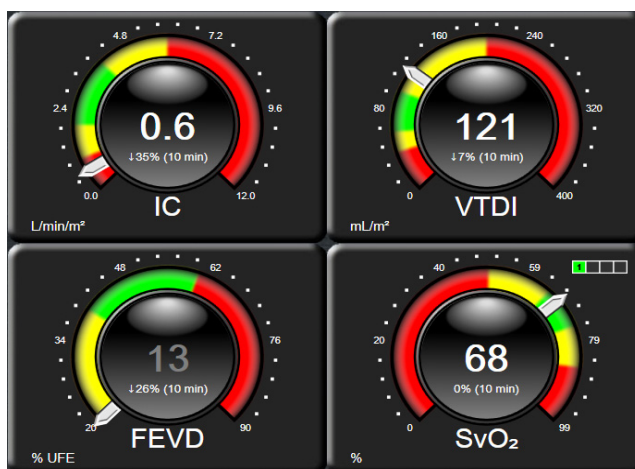 4.8 7.2
2.4 9.6
0.6
↓35% (10 min)
0.0 12.0
IC
L/min/m²
160 240
80 320
121
↓7% (10 min)
0 400
VTDI
mL/m²
48 62
34 76
13
↓26% (10 min)
20 90
FEVD
% UFE
40 59
1
20 79
68
0% (10 min)
0 99
SvO₂
%